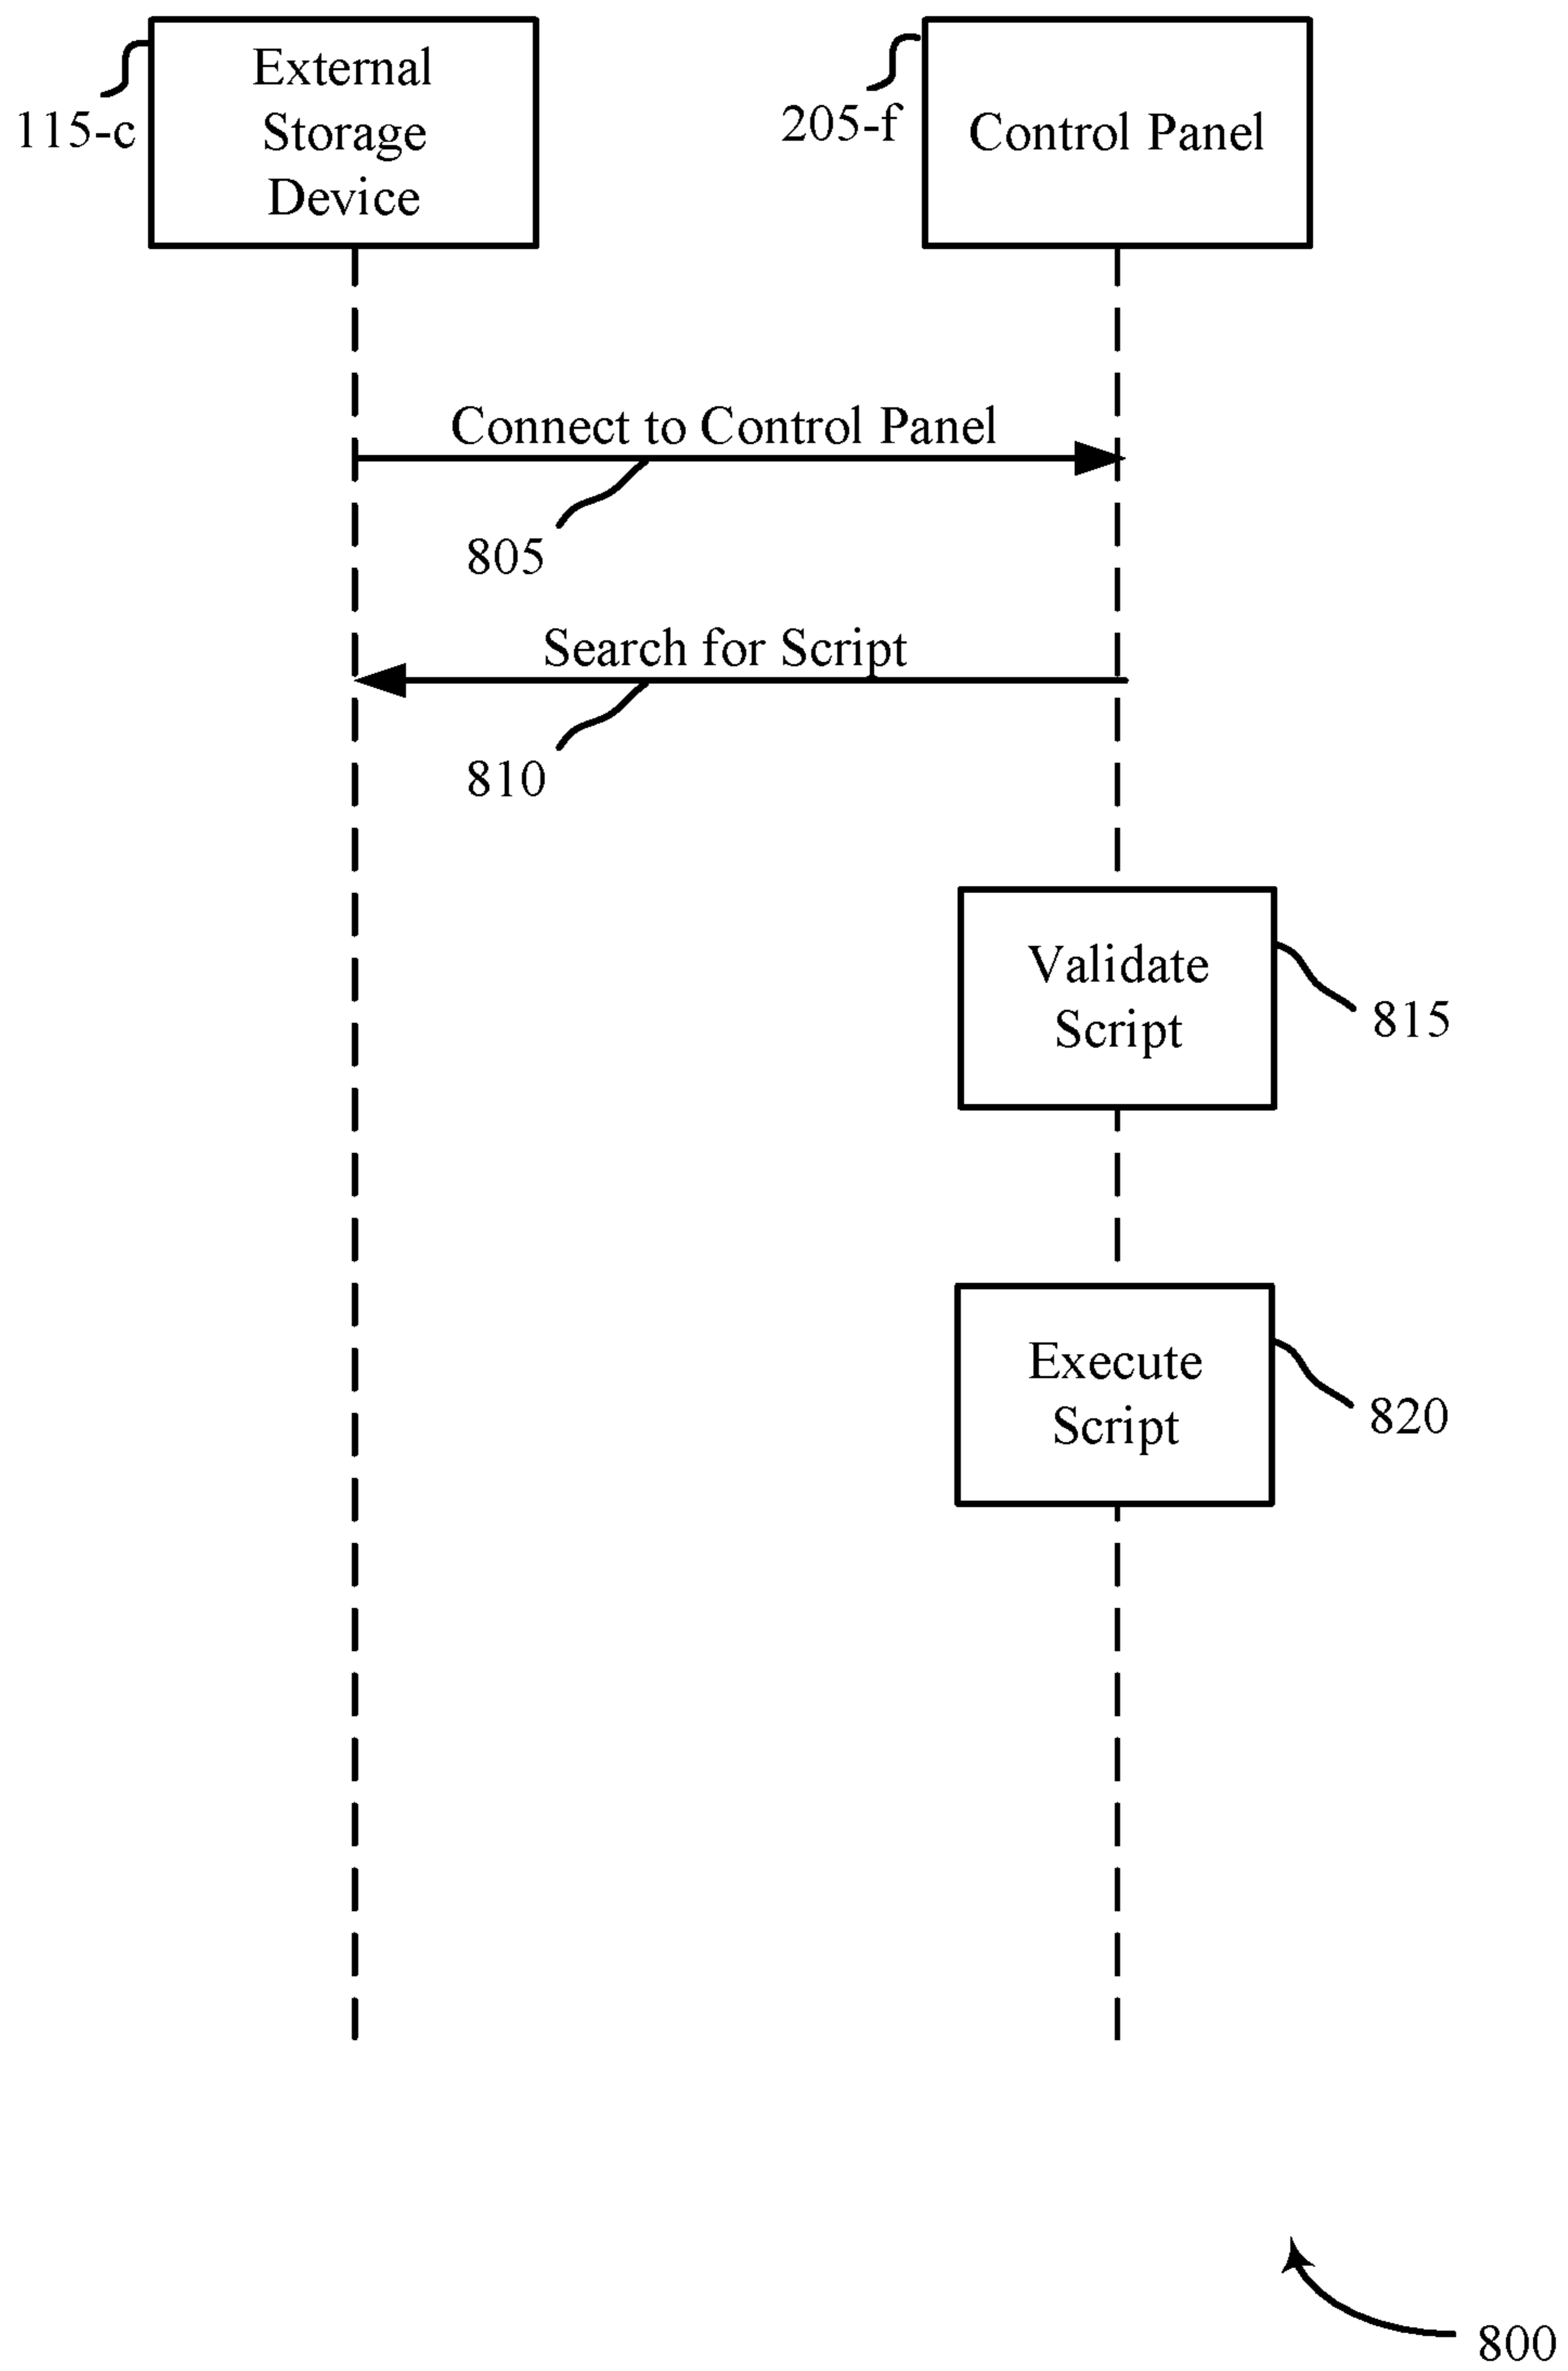 External
Storage
Device
115-c
Control Panel
205-f
Connect to Control Panel
805
Search for Script
810
Validate
Script
815
Execute
Script
820
800